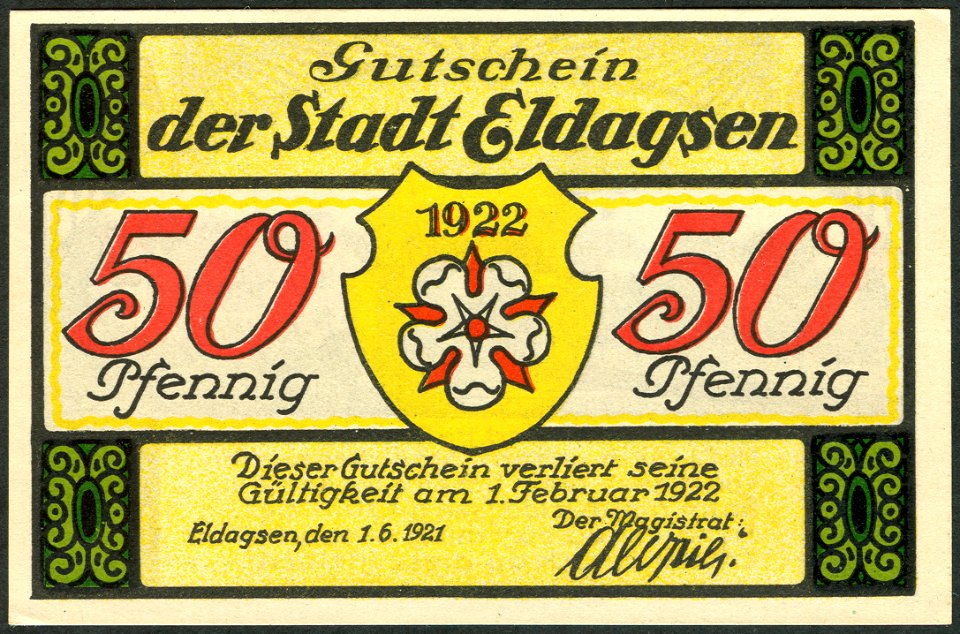 Gutschein
der Stadt Eldagsen
1922
50 50
Pfennig Pfennig
Dieser Gutschein verliert seine
Gültigkeit am 1. Februar 1922
Eldagsen, den 1.6.1921
Der Magistrat: